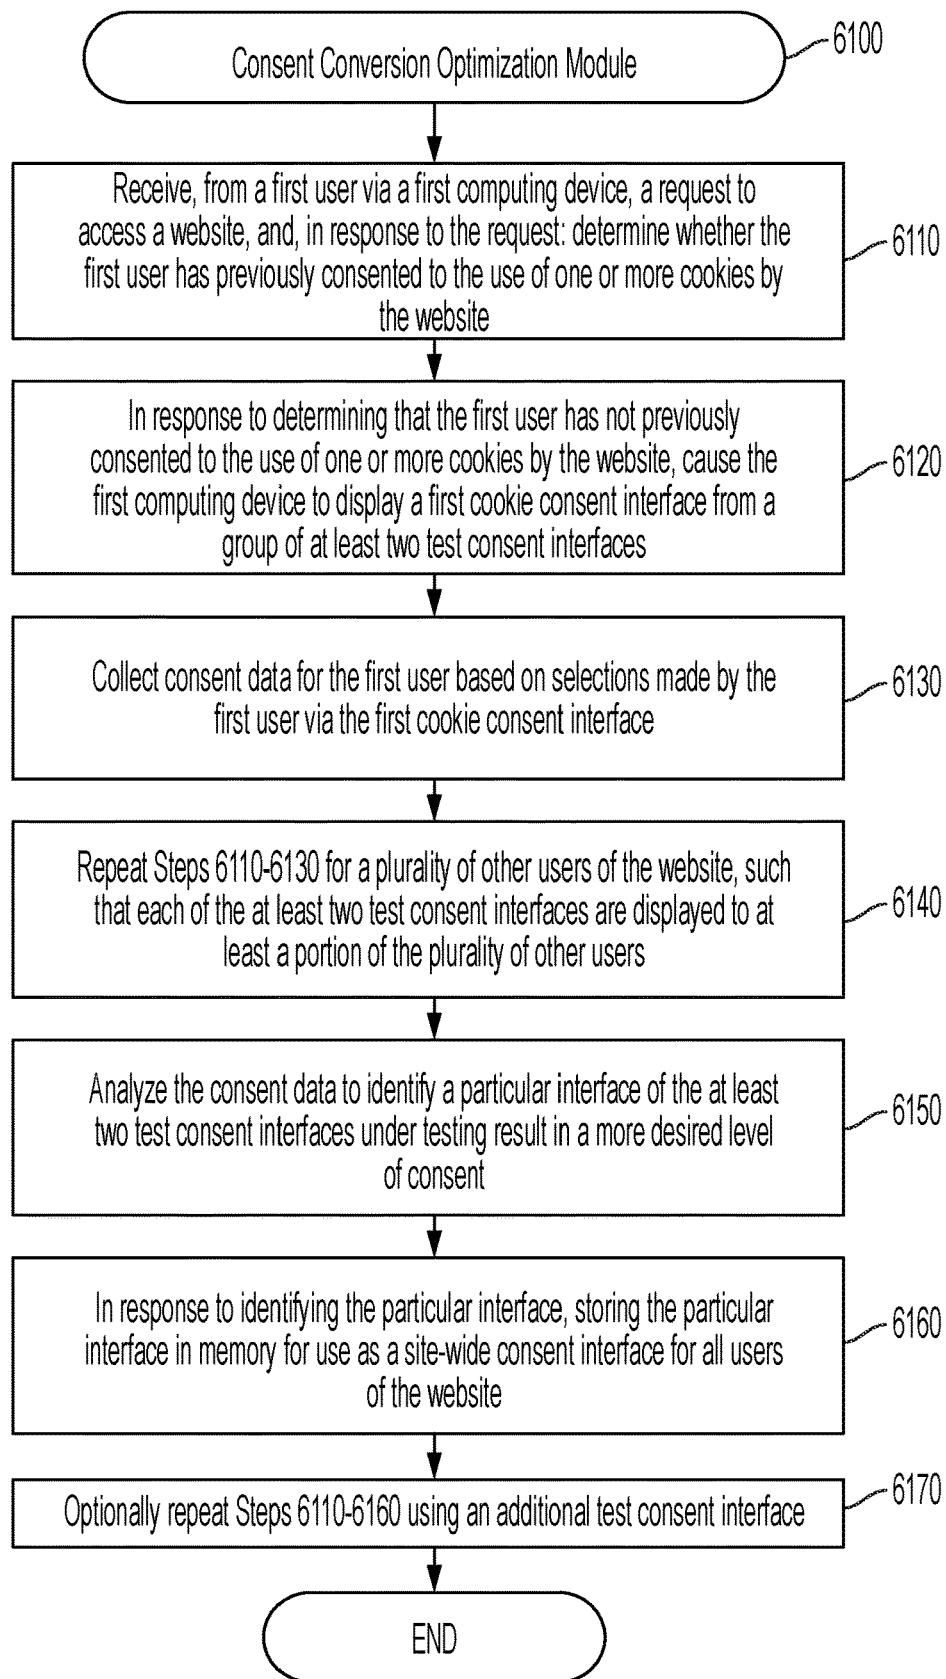 Consent Conversion Optimization Module
6100
Receive, from a first user via a first computing device, a request to
access a website, and, in response to the request: determine whether the
first user has previously consented to the use of one or more cookies by
the website
6110
In response to determining that the first user has not previously
consented to the use of one or more cookies by the website, cause the
first computing device to display a first cookie consent interface from a
group of at least two test consent interfaces
6120
Collect consent data for the first user based on selections made by the
first user via the first cookie consent interface
6130
Repeat Steps 6110-6130 for a plurality of other users of the website, such
that each of the at least two test consent interfaces are displayed to at
least a portion of the plurality of other users
6140
Analyze the consent data to identify a particular interface of the at least
two test consent interfaces under testing result in a more desired level
of consent
6150
In response to identifying the particular interface, storing the particular
interface in memory for use as a site-wide consent interface for all users
of the website
6160
Optionally repeat Steps 6110-6160 using an additional test consent interface
6170
END